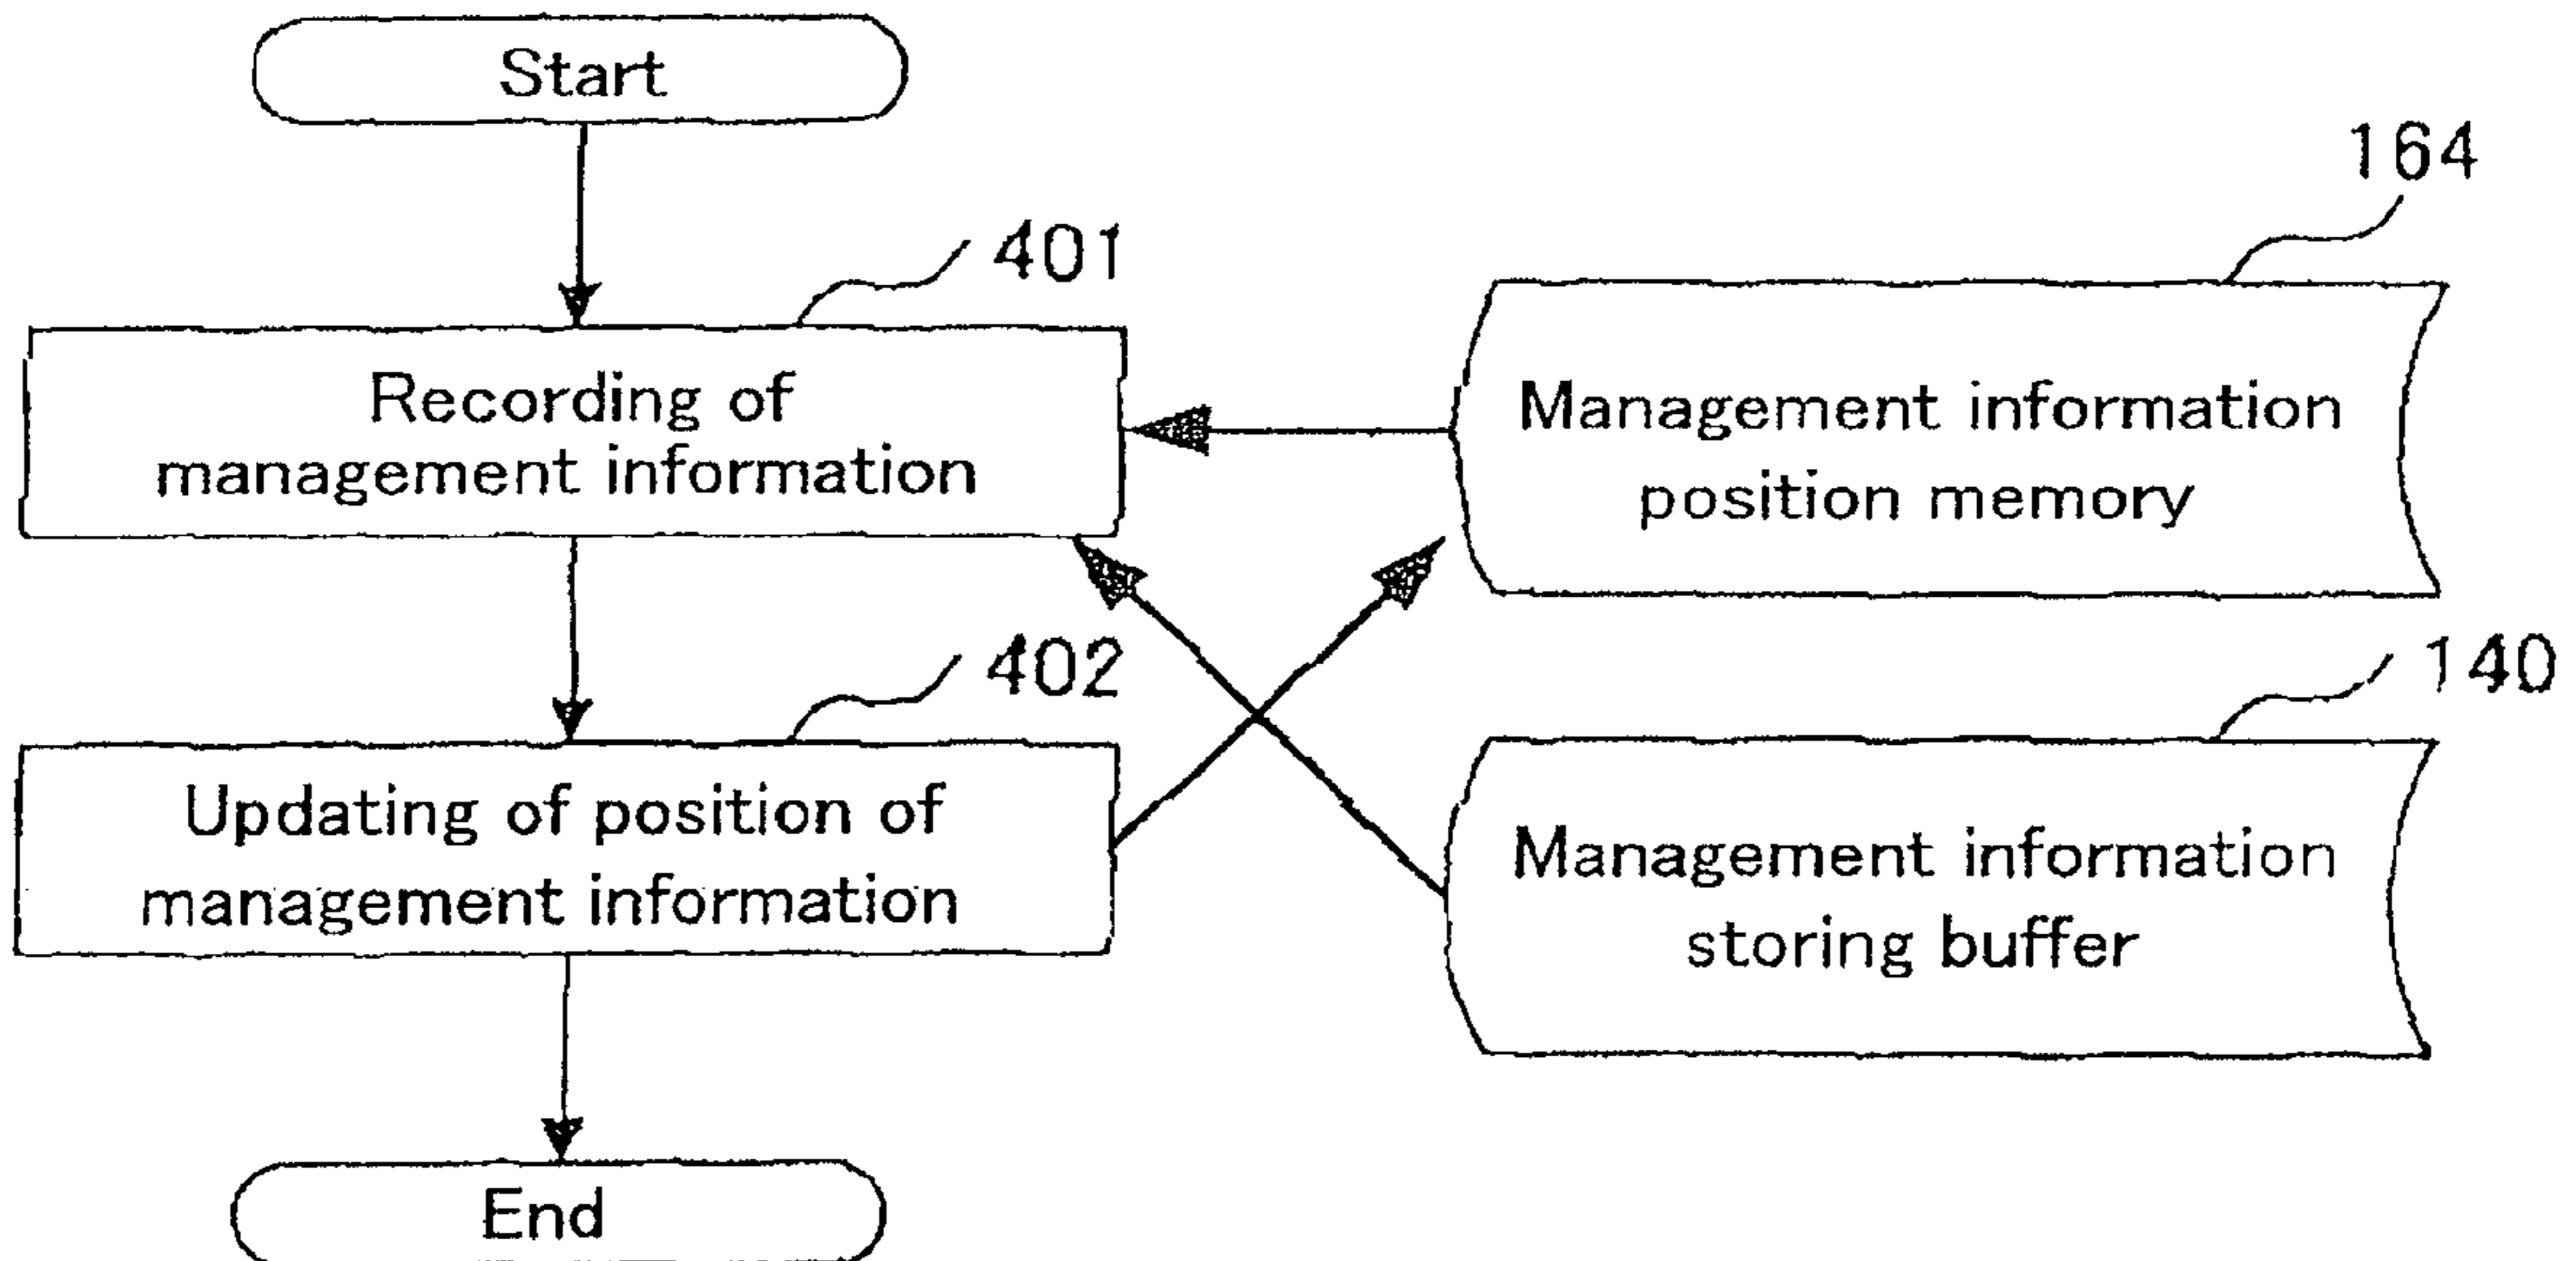 Start
164
401
Recording of
management information
Management information
position memory
402
140
Updating of position of
management information
Management information
storing buffer
End